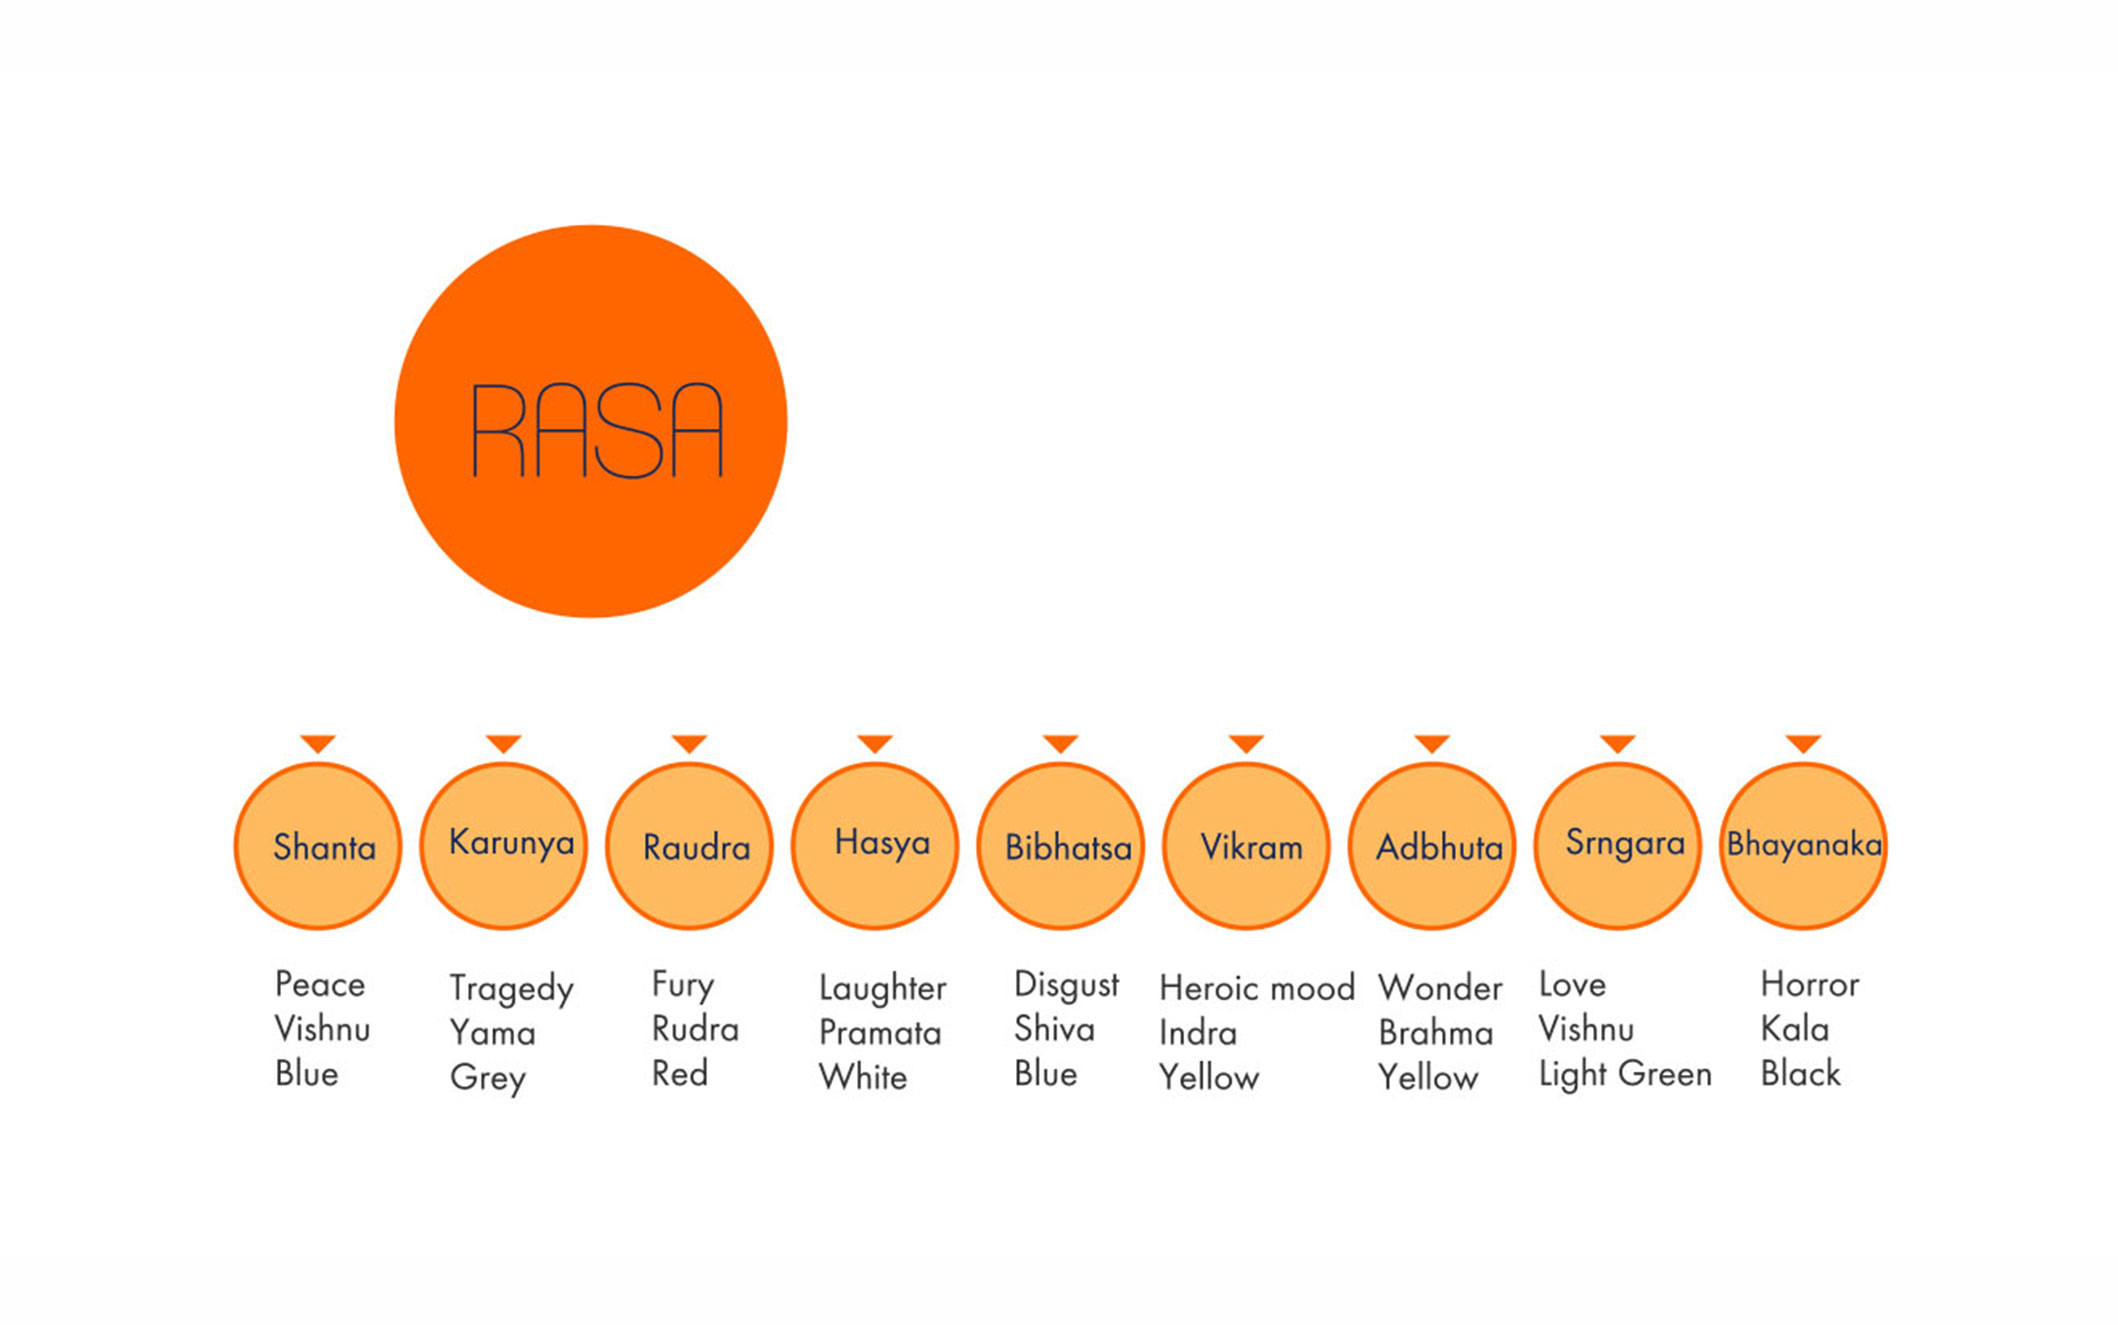 RASA
Shanta
Karunya
Raudra
Hasya
Bibhatsa
Vikram
Adbhuta
Srngara
Bhayanaka
Peace
Vishnu
Blue
Tragedy
Yama
Grey
Fury
Rudra
Red
Laughter
Pramata
White
Disgust
Shiva
Blue
Heroic mood
Indra
Yellow
Wonder
Brahma
Yellow
Love
Vishnu
Light Green
Horror
Kala
Black